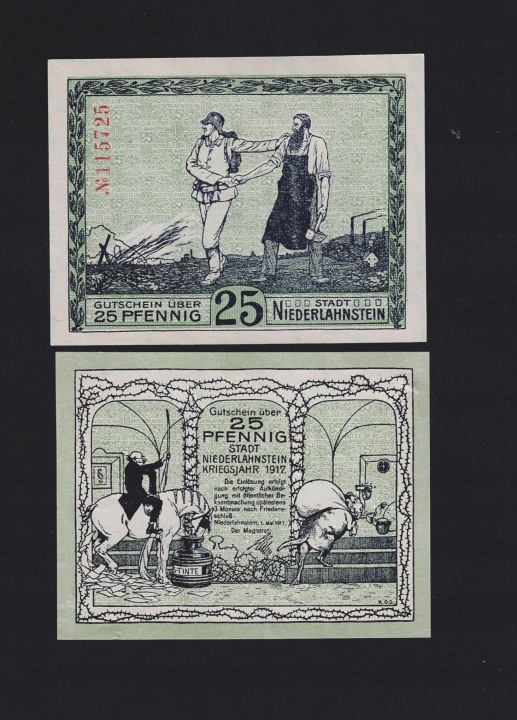 №115725
GUTSCHEIN ÜBER
25 PFENNIG
25
STADT
NIEDERLAHNSTEIN
Gutschein über
25
PFENNIG
STADT
NIEDERLAHNSTEIN
KRIEGSJAHR 1917.
Die Einlösung erfolgt
nach erfolgter Aufkündi-
gung mit öffentlicher Be-
kanntmachung spätestens
3 Monate nach Friedens-
schluß.
Niederlahnstein, 1. Mai 1917.
Der Magistrat:
§
TINTE
K.O.S.